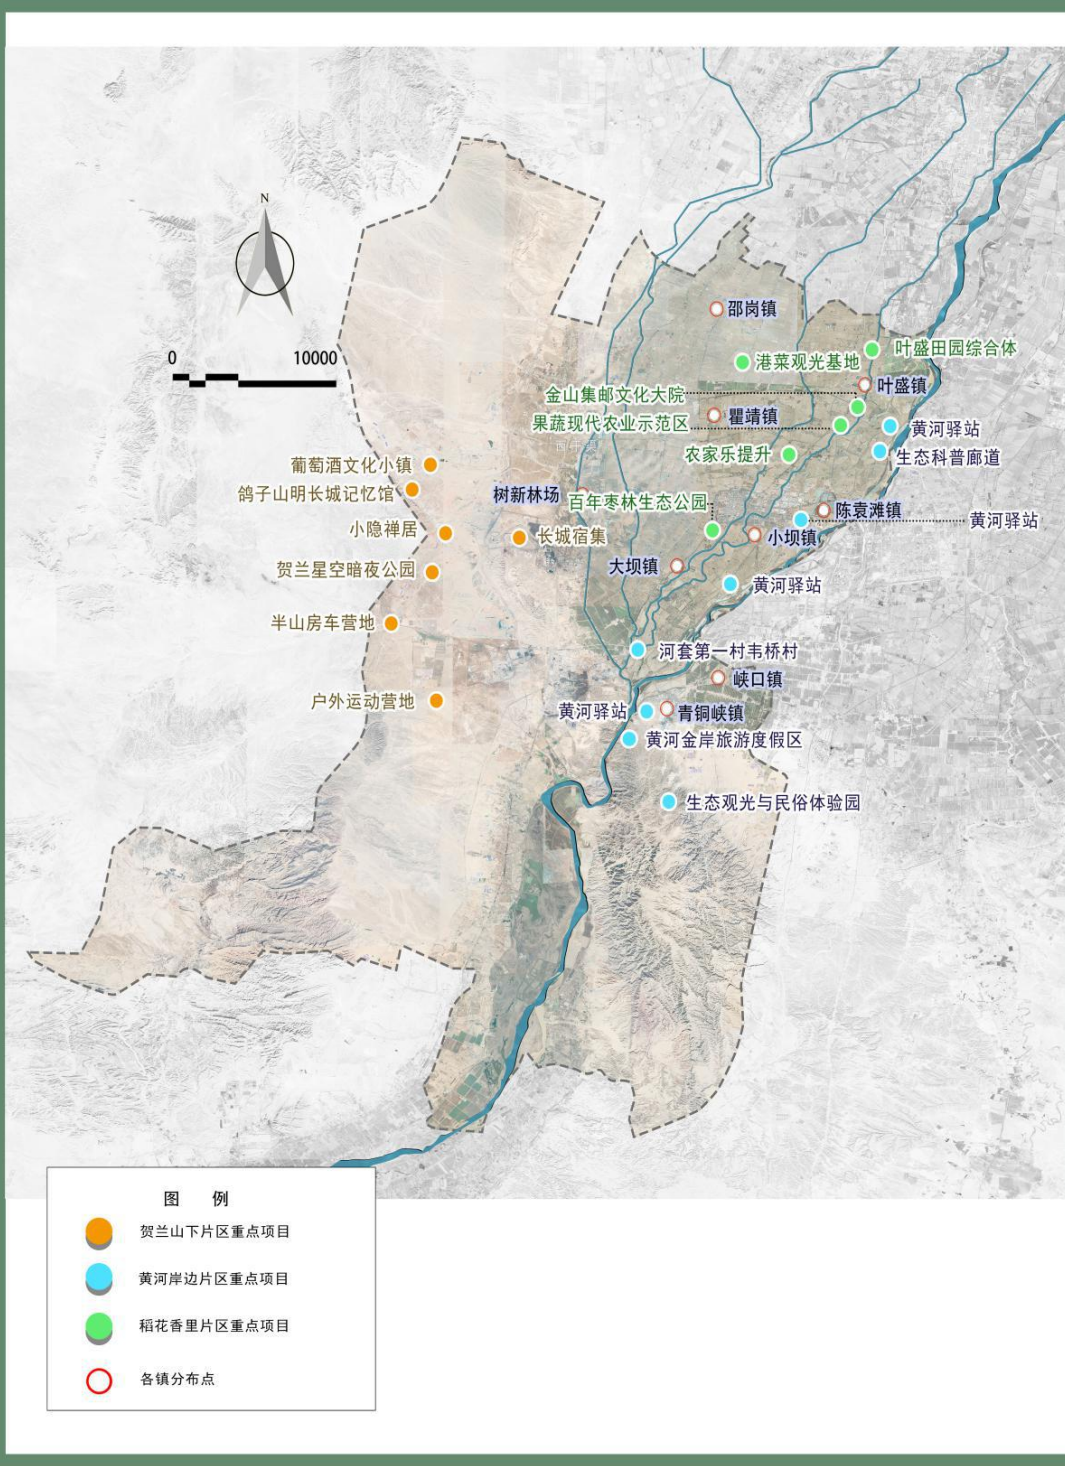 N
0 10000
邵岗镇
叶盛田园综合体
港菜观光基地
叶盛镇
金山集邮文化大院
瞿靖镇
果蔬现代农业示范区
黄河驿站
农家乐提升
生态科普廊道
葡萄酒文化小镇
鸽子山明长城记忆馆
树新林场
百年枣林生态公园
陈袁滩镇
黄河驿站
小隐禅居
长城宿集
小坝镇
大坝镇
贺兰星空暗夜公园
黄河驿站
半山房车营地
河套第一村韦桥村
峡口镇
户外运动营地
黄河驿站
青铜峡镇
黄河金岸旅游度假区
生态观光与民俗体验园
图 例
贺兰山下片区重点项目
黄河岸边片区重点项目
稻花香里片区重点项目
各镇分布点